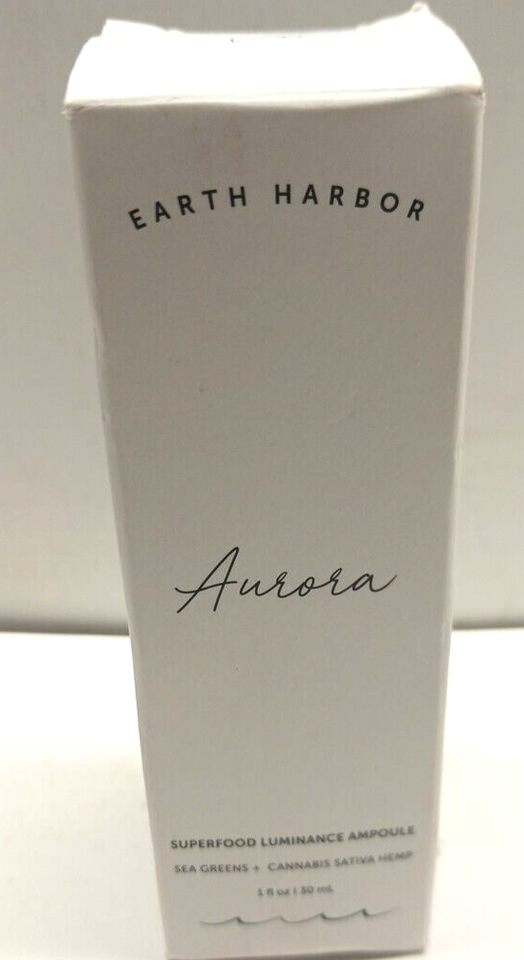 EARTH HARBOR
Aurora
SUPERFOOD LUMINANCE AMPOULE
SEA GREENS + CANNABIS SATIVA HEMP
1 fl oz | 30 mL